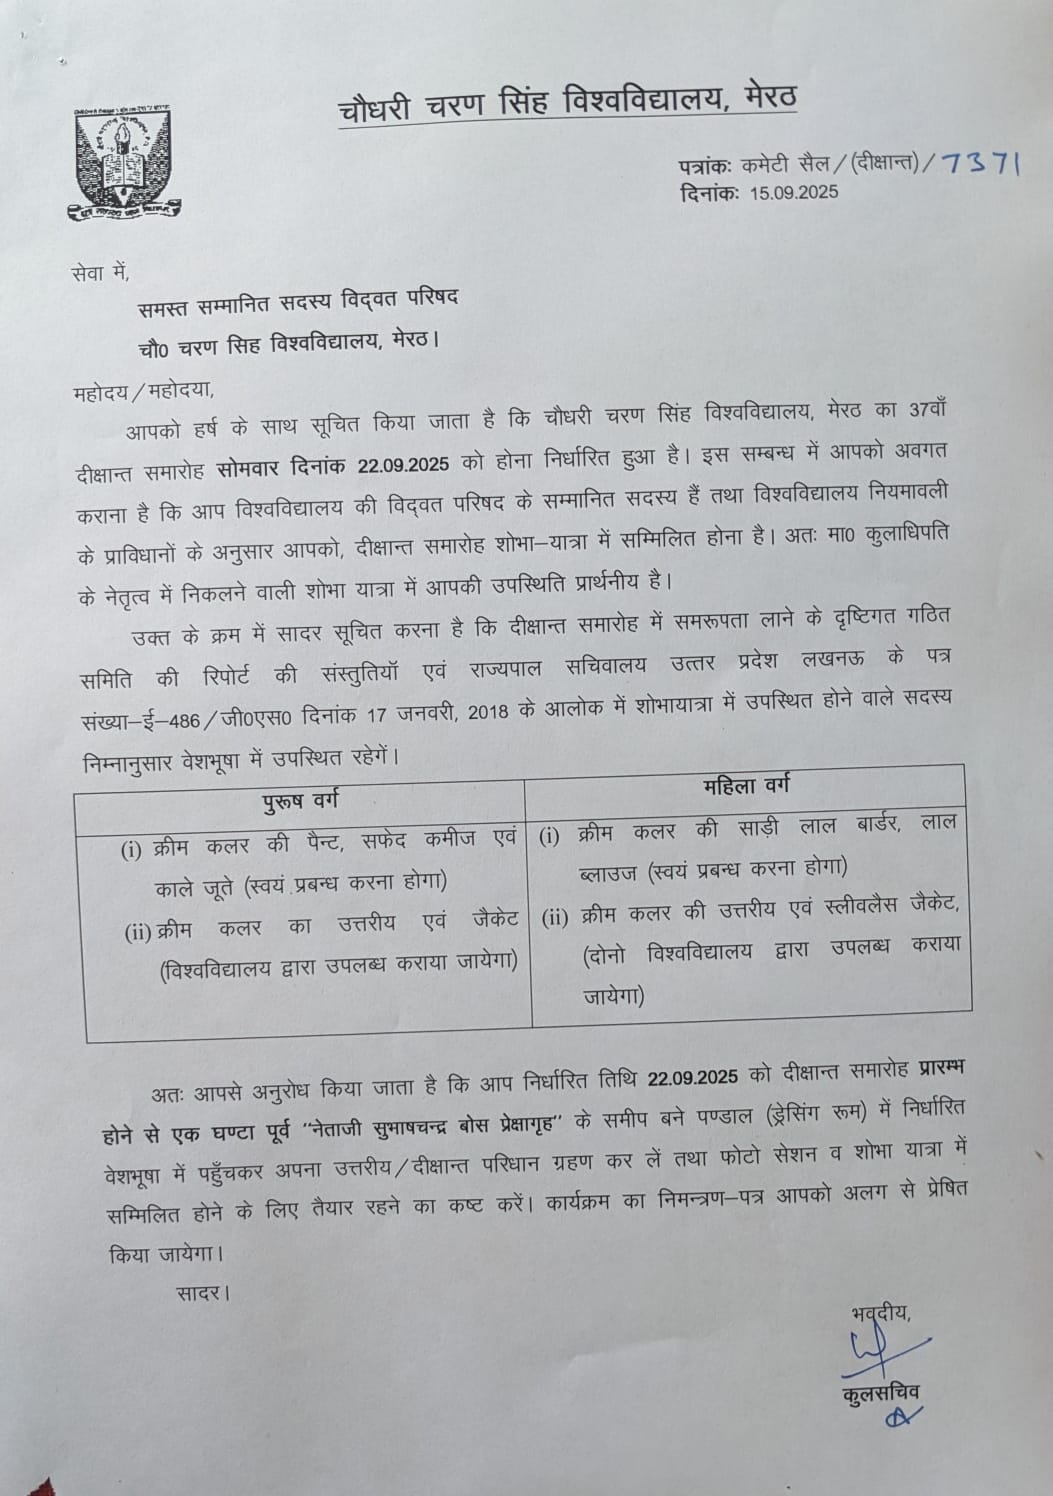 चौधरी चरण सिंह विश्वविद्यालय, मेरठ
पत्रांकः कमेटी सैल/(दीक्षान्त)/7371
दिनांकः 15.09.2025
सेवा में,
समस्त सम्मानित सदस्य विद्वत परिषद
चौ0 चरण सिह विश्वविद्यालय, मेरठ।
महोदय/महोदया,
आपको हर्ष के साथ सूचित किया जाता है कि चौधरी चरण सिंह विश्वविद्यालय, मेरठ का 37वाँ
दीक्षान्त समारोह सोमवार दिनांक 22.09.2025 को होना निर्धारित हुआ है। इस सम्बन्ध में आपको अवगत
कराना है कि आप विश्वविद्यालय की विद्वत परिषद के सम्मानित सदस्य हैं तथा विश्वविद्यालय नियमावली
के प्राविधानों के अनुसार आपको, दीक्षान्त समारोह शोभा–यात्रा में सम्मिलित होना है। अतः मा0 कुलाधिपति
के नेतृत्व में निकलने वाली शोभा यात्रा में आपकी उपस्थिति प्रार्थनीय है।
उक्त के क्रम में सादर सूचित करना है कि दीक्षान्त समारोह में समरूपता लाने के दृष्टिगत गठित
समिति की रिपोर्ट की संस्तुतियॉ एवं राज्यपाल सचिवालय उत्तर प्रदेश लखनऊ के पत्र
संख्या–ई–486/जी0एस0 दिनांक 17 जनवरी, 2018 के आलोक में शोभायात्रा में उपस्थित होने वाले सदस्य
निम्नानुसार वेशभूषा में उपस्थित रहेगें।
पुरूष वर्ग
महिला वर्ग
(i) क्रीम कलर की पैन्ट, सफेद कमीज एवं
काले जूते (स्वयं प्रबन्ध करना होगा)
(ii) क्रीम कलर का उत्तरीय एवं जैकेट
(विश्वविद्यालय द्वारा उपलब्ध कराया जायेगा)
(i) क्रीम कलर की साड़ी लाल बार्डर, लाल
ब्लाउज (स्वयं प्रबन्ध करना होगा)
(ii) क्रीम कलर की उत्तरीय एवं स्लीवलैस जैकेट,
(दोनो विश्वविद्यालय द्वारा उपलब्ध कराया
जायेगा)
अतः आपसे अनुरोध किया जाता है कि आप निर्धारित तिथि 22.09.2025 को दीक्षान्त समारोह प्रारम्भ
होने से एक घण्टा पूर्व "नेताजी सुभाषचन्द्र बोस प्रेक्षागृह" के समीप बने पण्डाल (ड्रेसिंग रूम) में निर्धारित
वेशभूषा में पहुँचकर अपना उत्तरीय/दीक्षान्त परिधान ग्रहण कर लें तथा फोटो सेशन व शोभा यात्रा में
सम्मिलित होने के लिए तैयार रहने का कष्ट करें। कार्यक्रम का निमन्त्रण–पत्र आपको अलग से प्रेषित
किया जायेगा।
सादर।
भवदीय,
कुलसचिव